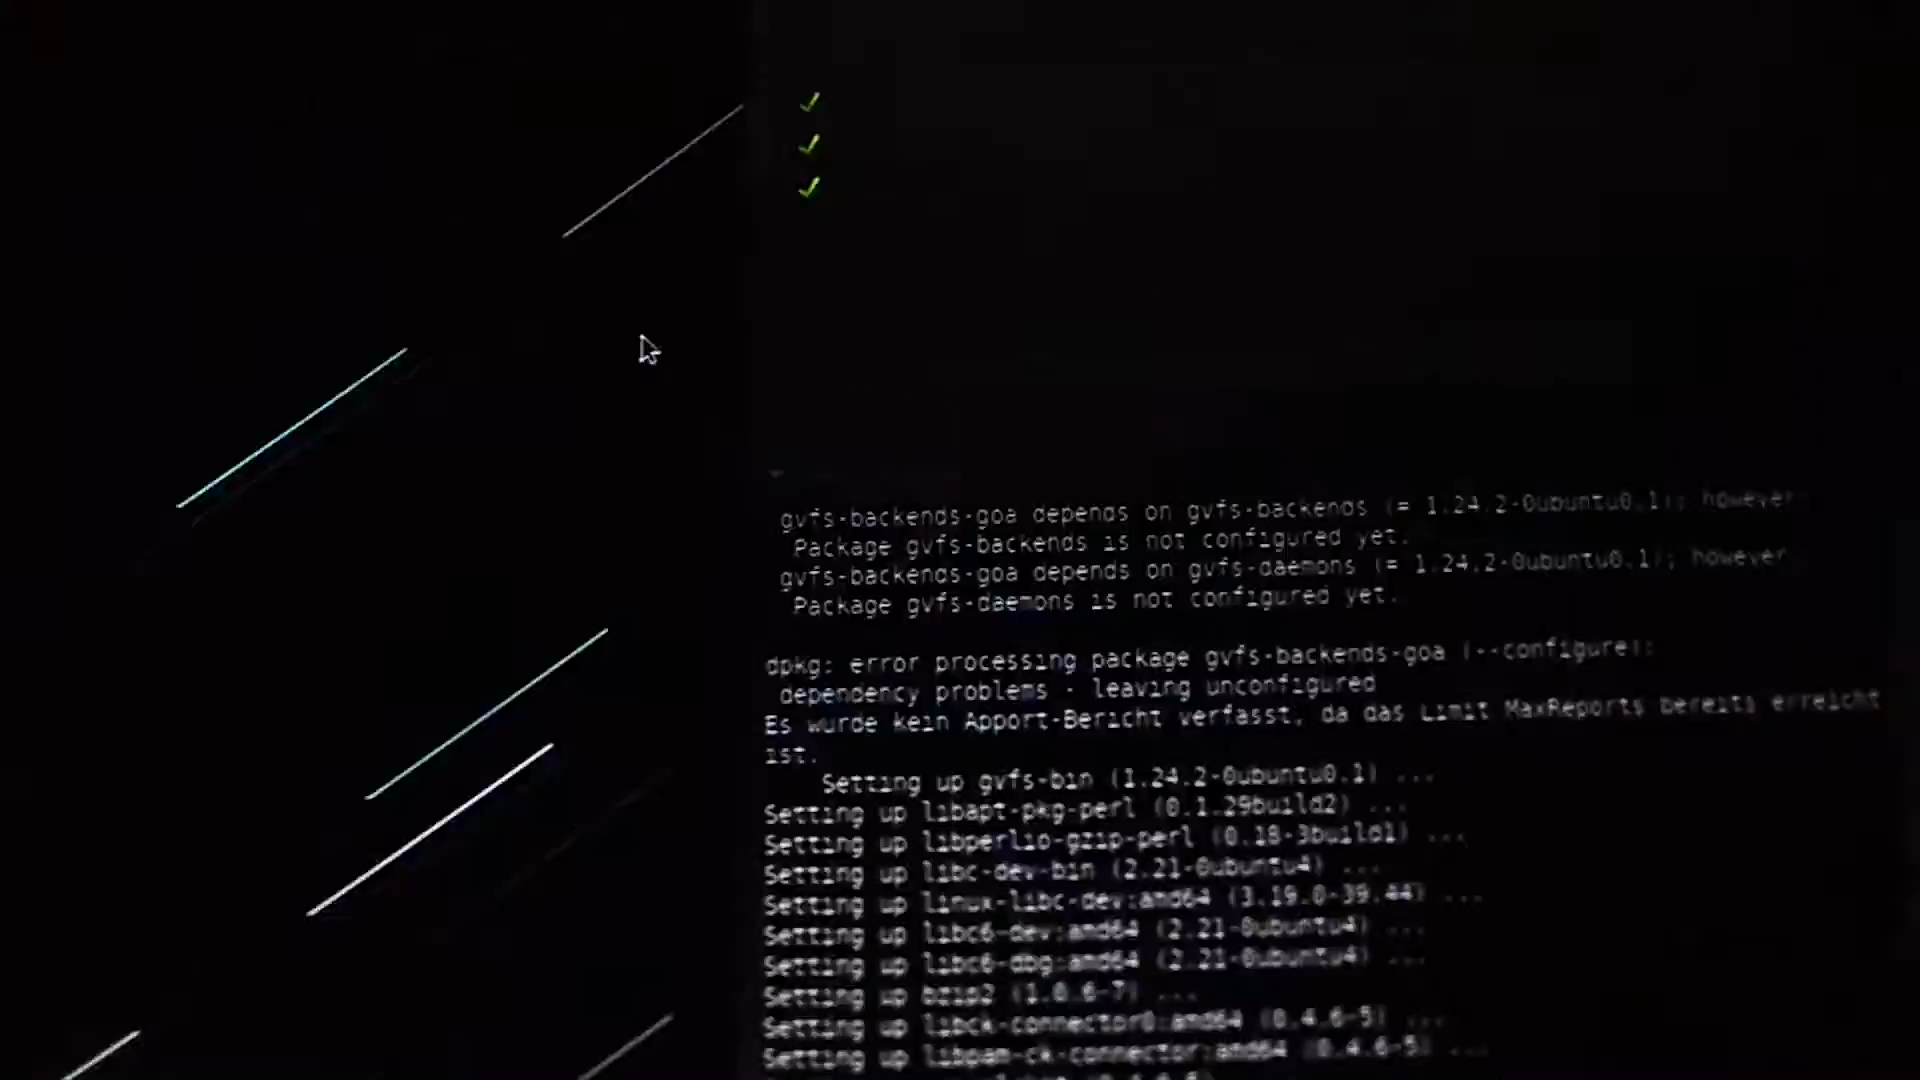 gvfs-backends-goa depends on gvfs-backends (= 1.24.2-0ubuntu0.1); however:
Package gvfs-backends is not configured yet.
gvfs-backends-goa depends on gvfs-daemons (= 1.24.2-0ubuntu0.1); however:
Package gvfs-daemons is not configured yet.
dpkg: error processing package gvfs-backends-goa (--configure):
dependency problems - leaving unconfigured
Es wurde kein Apport-Bericht verfasst, da das Limit MaxReports bereits erreicht
ist.
Setting up gvfs-bin (1.24.2-0ubuntu0.1) ...
Setting up libapt-pkg-perl (0.1.29build2) ...
Setting up libperlio-gzip-perl (0.18-3build1) ...
Setting up libc-dev-bin (2.21-0ubuntu4) ...
Setting up linux-libc-dev:amd64 (3.19.0-39.44) ...
Setting up libc6-dev:amd64 (2.21-0ubuntu4) ...
Setting up libc6-dbg:amd64 (2.21-0ubuntu4) ...
Setting up bzip2 (1.0.6-7) ...
Setting up libck-connector0:amd64 (0.4.6-5) ...
Setting up libpam-ck-connector:amd64 (0.4.6-5) ...